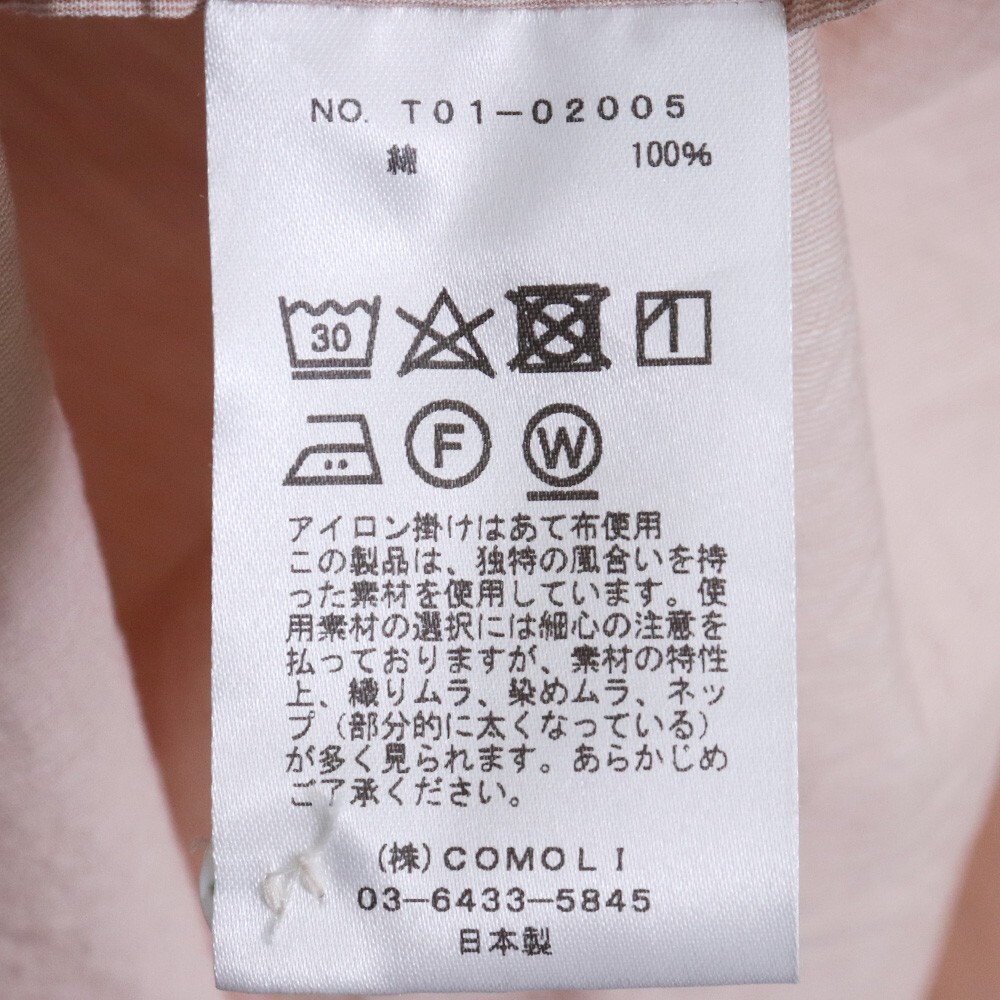 NO. T01-02005
綿 100%
30
F
W
アイロン掛けはあて布使用
この製品は、独特の風合いを持
った素材を使用しています。使
用素材の選択には細心の注意を
払っておりますが、素材の特性
上、織りムラ、染めムラ、ネッ
プ（部分的に太くなっている）
が多く見られます。あらかじめ
ご了承ください。
(株)COMOLI
03-6433-5845
日本製